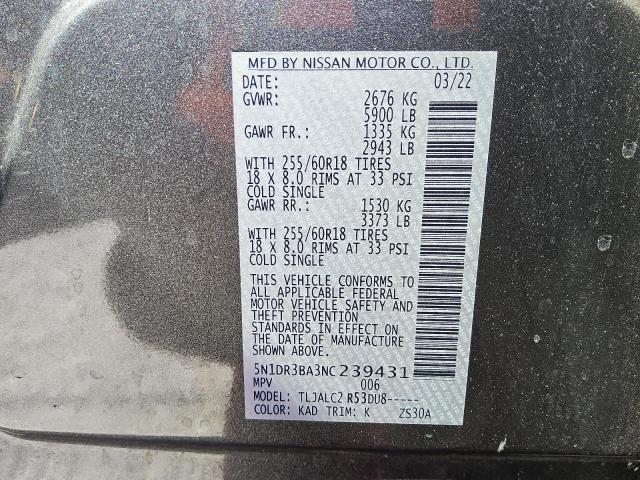 MFD BY NISSAN MOTOR CO., LTD.
DATE: 03/22
GVWR: 2676 KG
5900 LB
GAWR FR.: 1335 KG
2943 LB
WITH 255/60R18 TIRES
18 X 8.0 RIMS AT 33 PSI
COLD SINGLE
GAWR RR.: 1530 KG
3373 LB
WITH 255/60R18 TIRES
18 X 8.0 RIMS AT 33 PSI
COLD SINGLE
THIS VEHICLE CONFORMS TO
ALL APPLICABLE FEDERAL
MOTOR VEHICLE SAFETY AND
THEFT PREVENTION
STANDARDS IN EFFECT ON
THE DATE OF MANUFACTURE
SHOWN ABOVE.
5N1DR3BA3NC239431
MPV 006
MODEL: TLJALC2 R53DU8-----
COLOR: KAD TRIM: K ZS30A